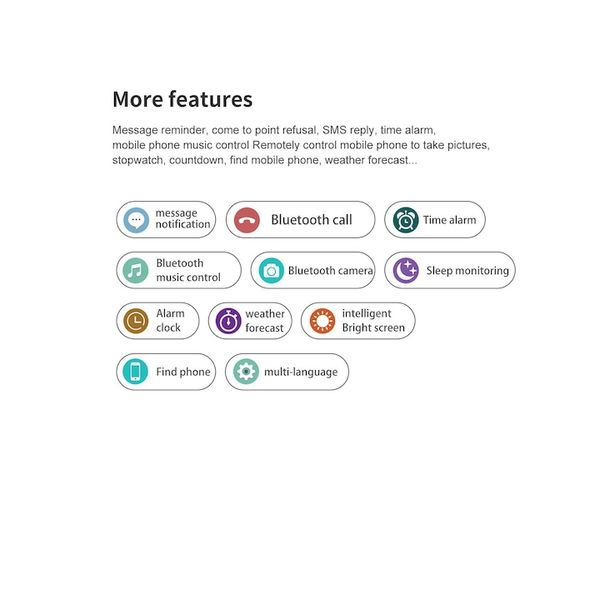 More features
Message reminder, come to point refusal, SMS reply, time alarm,
mobile phone music control Remotely control mobile phone to take pictures,
stopwatch, countdown, find mobile phone, weather forecast...
message
notification
Bluetooth call
Time alarm
Bluetooth
music control
Bluetooth camera
Sleep monitoring
Alarm
clock
weather
forecast
intelligent
Bright screen
Find phone
multi-language